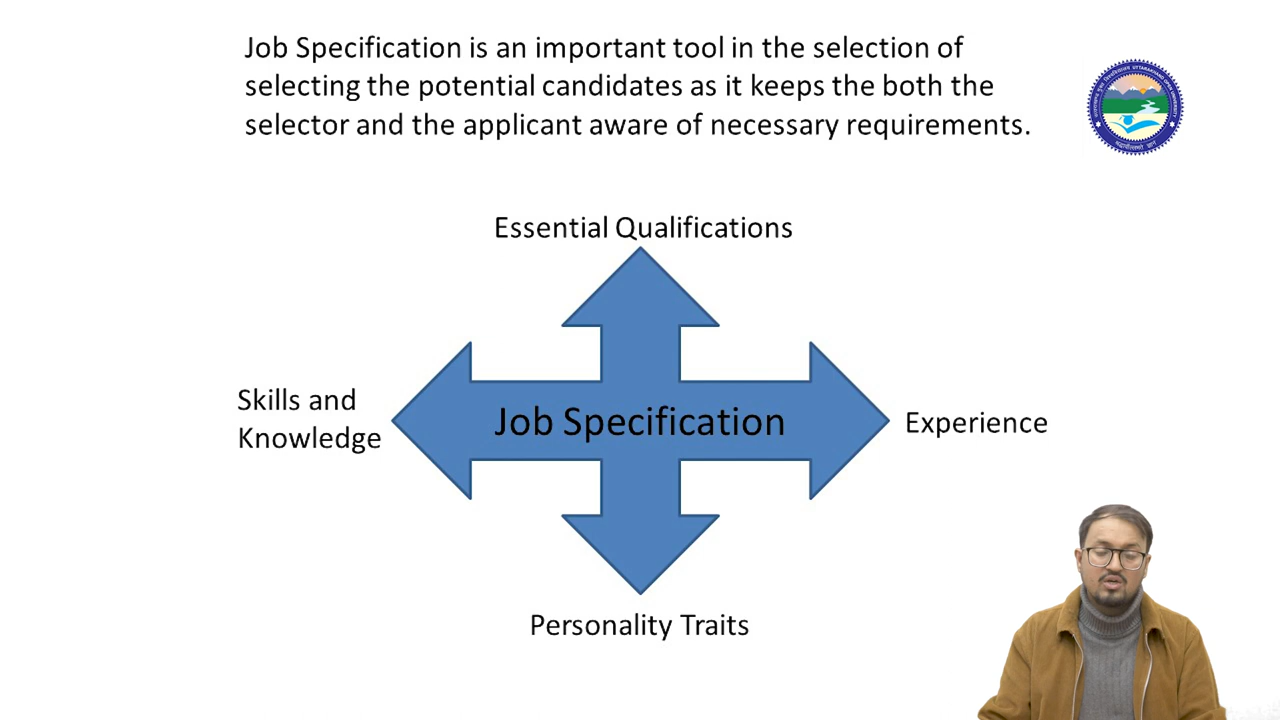 Job Specification is an important tool in the selection of
selecting the potential candidates as it keeps the both the
selector and the applicant aware of necessary requirements.
Essential Qualifications
Skills and
Knowledge
Job Specification
Experience
Personality Traits